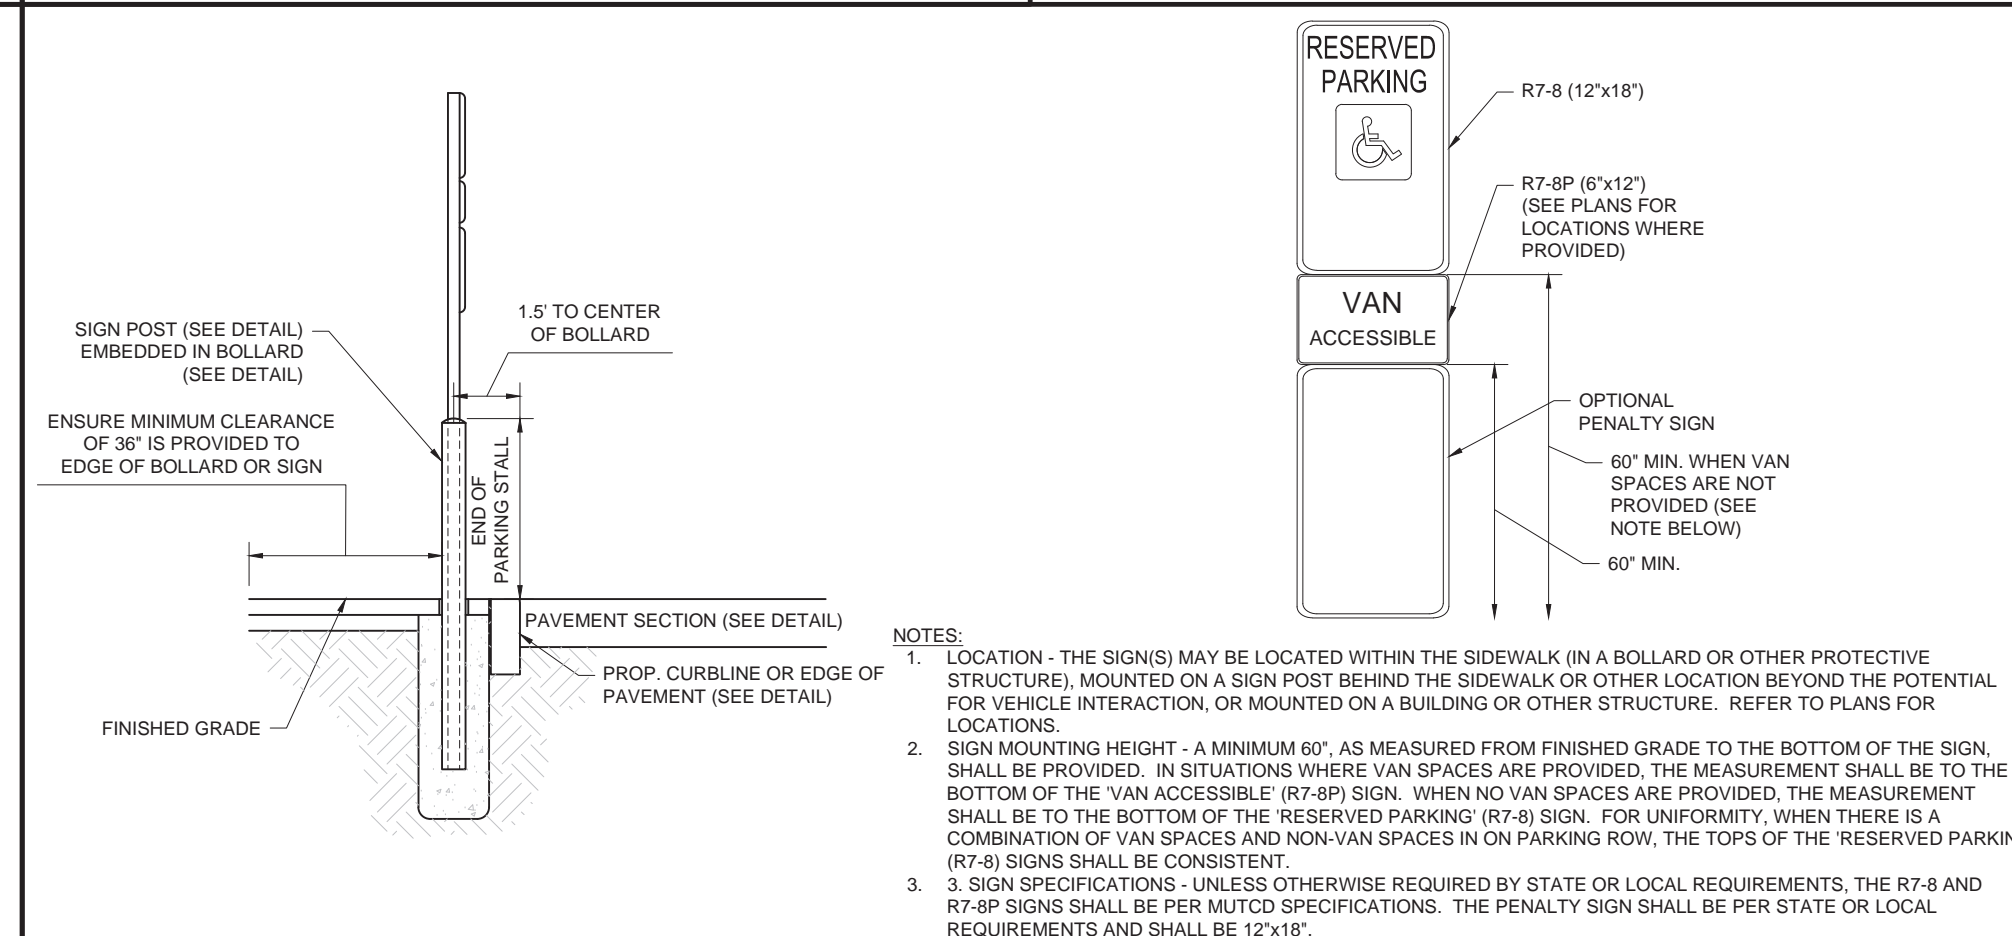 SIGN POST (SEE DETAIL)
EMBEDDED IN BOLLARD
(SEE DETAIL)
ENSURE MINIMUM CLEARANCE
OF 36" IS PROVIDED TO
EDGE OF BOLLARD OR SIGN
1.5' TO CENTER
OF BOLLARD
END OF
PARKING STALL
PAVEMENT SECTION (SEE DETAIL)
PROP. CURBLINE OR EDGE OF
PAVEMENT (SEE DETAIL)
FINISHED GRADE
RESERVED
PARKING
VAN
ACCESSIBLE
R7-8 (12"x18")
R7-8P (6"x12")
(SEE PLANS FOR
LOCATIONS WHERE
PROVIDED)
OPTIONAL
PENALTY SIGN
60" MIN. WHEN VAN
SPACES ARE NOT
PROVIDED (SEE
NOTE BELOW)
60" MIN.
NOTES:
1. LOCATION - THE SIGN(S) MAY BE LOCATED WITHIN THE SIDEWALK (IN A BOLLARD OR OTHER PROTECTIVE
STRUCTURE), MOUNTED ON A SIGN POST BEHIND THE SIDEWALK OR OTHER LOCATION BEYOND THE POTENTIAL
FOR VEHICLE INTERACTION, OR MOUNTED ON A BUILDING OR OTHER STRUCTURE. REFER TO PLANS FOR
LOCATIONS.
2. SIGN MOUNTING HEIGHT - A MINIMUM 60", AS MEASURED FROM FINISHED GRADE TO THE BOTTOM OF THE SIGN,
SHALL BE PROVIDED. IN SITUATIONS WHERE VAN SPACES ARE PROVIDED, THE MEASUREMENT SHALL BE TO THE
BOTTOM OF THE 'VAN ACCESSIBLE' (R7-8P) SIGN. WHEN NO VAN SPACES ARE PROVIDED, THE MEASUREMENT
SHALL BE TO THE BOTTOM OF THE 'RESERVED PARKING' (R7-8) SIGN. FOR UNIFORMITY, WHEN THERE IS A
COMBINATION OF VAN SPACES AND NON-VAN SPACES IN ON PARKING ROW, THE TOPS OF THE 'RESERVED
(R7-8) SIGNS SHALL BE CONSISTENT.
3. 3. SIGN SPECIFICATIONS - UNLESS OTHERWISE REQUIRED BY STATE OR LOCAL REQUIREMENTS, THE R7-8 AND
R7-8P SIGNS SHALL BE PER MUTCD SPECIFICATIONS. THE PENALTY SIGN SHALL BE PER STATE OR LOCAL
REQUIREMENTS AND SHALL BE 12"x18".